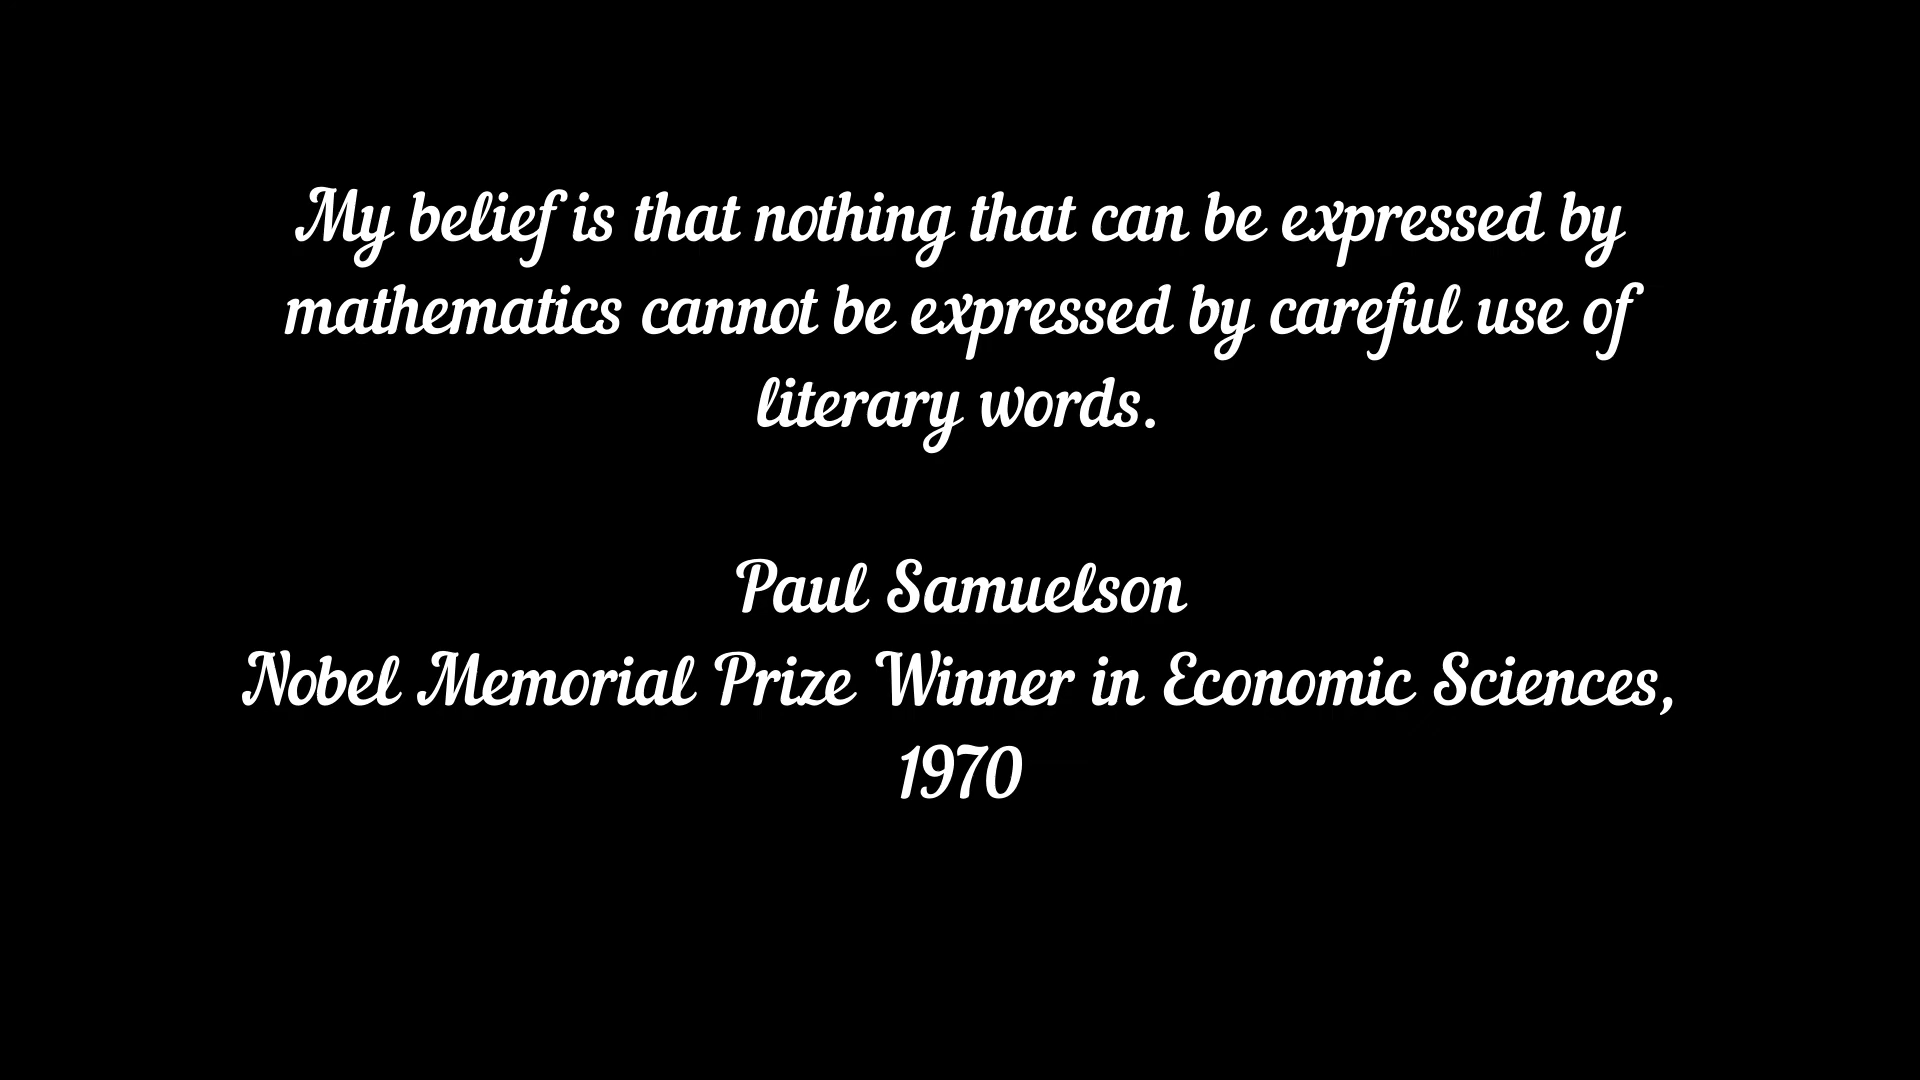 My belief is that nothing that can be expressed by
mathematics cannot be expressed by careful use of
literary words.
Paul Samuelson
Nobel Memorial Prize Winner in Economic Sciences,
1970